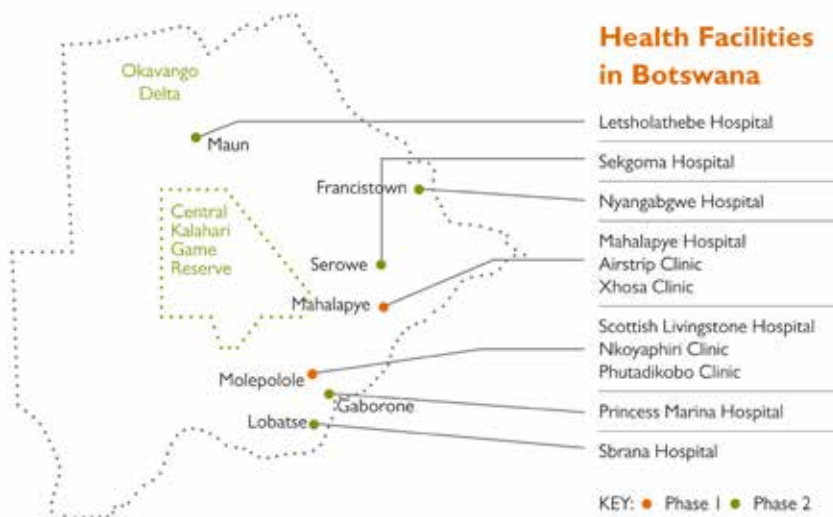 Health Facilities
in Botswana
Okavango
Delta
Maun
Francistown
Central
Kalahari
Game
Reserve
Serowe
Mahalapye
Molepolole
Gaborone
Lobatse
Letsholathebe Hospital
Sekgoma Hospital
Nyangabgwe Hospital
Mahalapye Hospital
Airstrip Clinic
Xhosa Clinic
Scottish Livingstone Hospital
Nkoyaphiri Clinic
Phutadikobo Clinic
Princess Marina Hospital
Sbrana Hospital
KEY: Phase 1 Phase 2